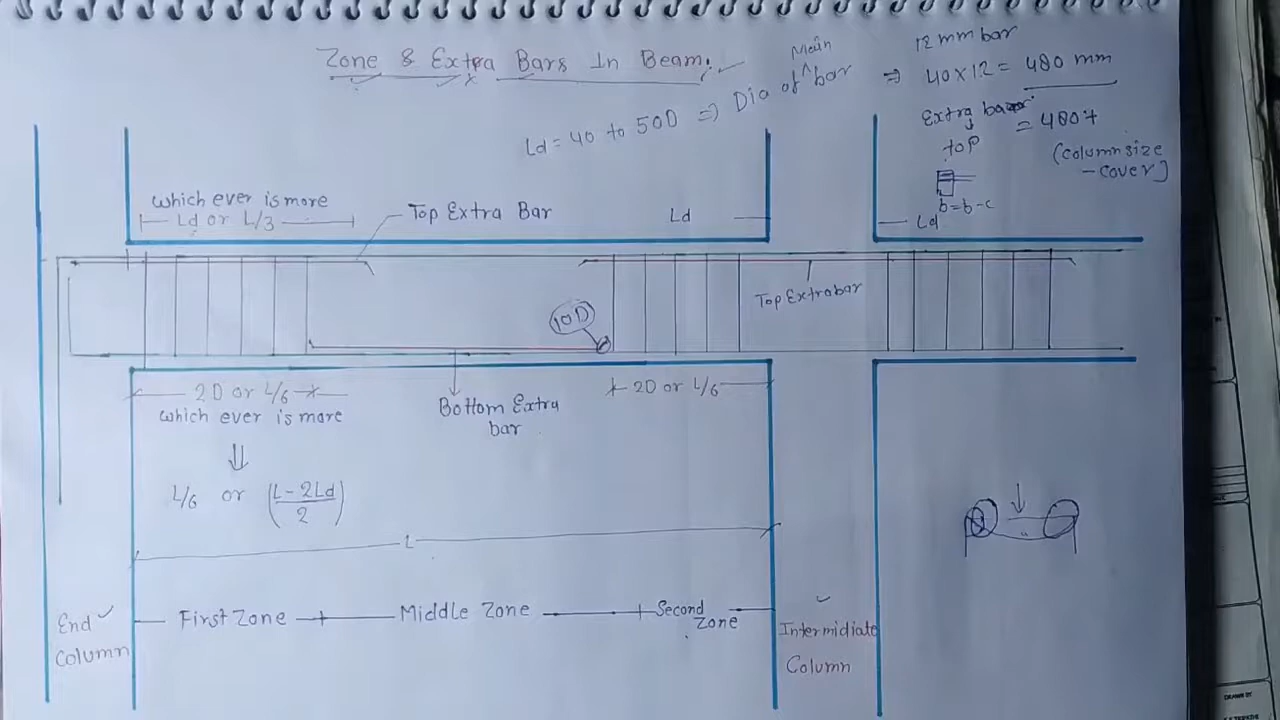 Zone & Extra Bars In Beam.
Ld = 40 to 50D ⇒ Dia of Main bar
⇒ 12 mm bar
40 x 12 = 480 mm
Extra bar
= 480 +
(column size
- cover)
top
b = b - c
which ever is more
Ld or L/3
Top Extra Bar
Ld
Ld
Top Extra bar
10D
2D or L/6
which ever is more
Bottom Extra
bar
2D or L/6
L/6 or (L - 2Ld / 2)
L
End
Column
First Zone
Middle Zone
Second
Zone
Intermidiate
Column